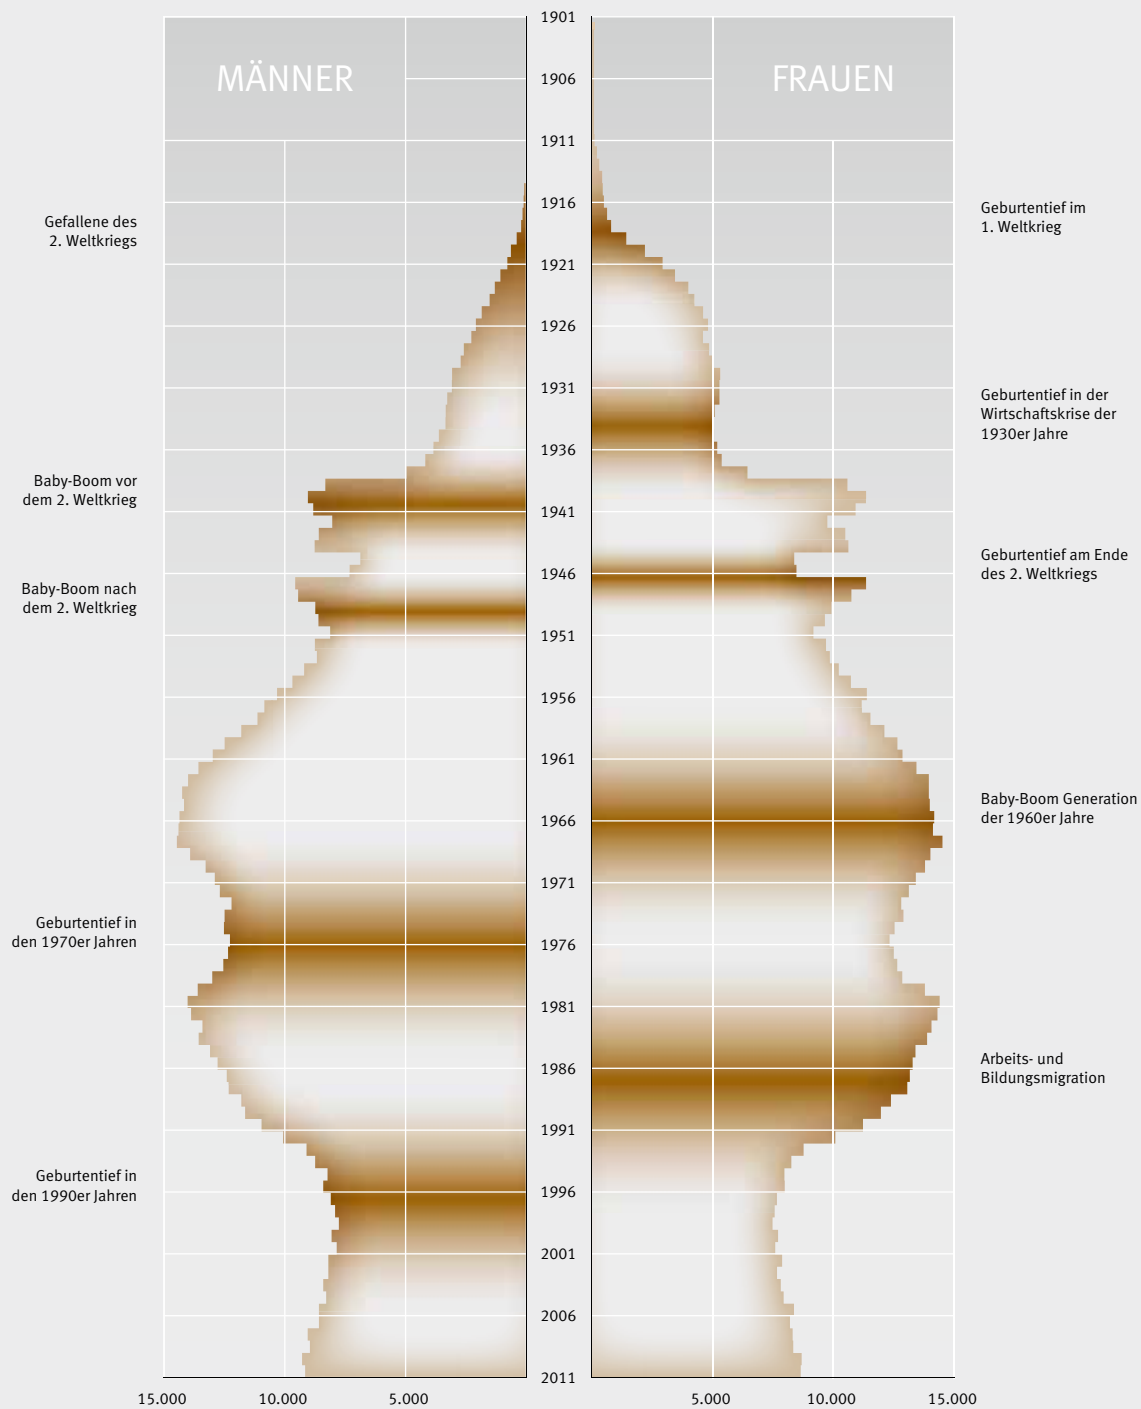 MÄNNER
FRAUEN
1901
1906
1911
1916
1921
1926
1931
1936
1941
1946
1951
1956
1961
1966
1971
1976
1981
1986
1991
1996
2001
2006
2011
Gefallene des
2. Weltkriegs
Baby-Boom vor
dem 2. Weltkrieg
Baby-Boom nach
dem 2. Weltkrieg
Geburtentief in
den 1970er Jahren
Geburtentief in
den 1990er Jahren
Geburtentief im
1. Weltkrieg
Geburtentief in der
Wirtschaftskrise der
1930er Jahre
Geburtentief am Ende
des 2. Weltkriegs
Baby-Boom Generation
der 1960er Jahre
Arbeits- und
Bildungsmigration
15.000 10.000 5.000 5.000 10.000 15.000